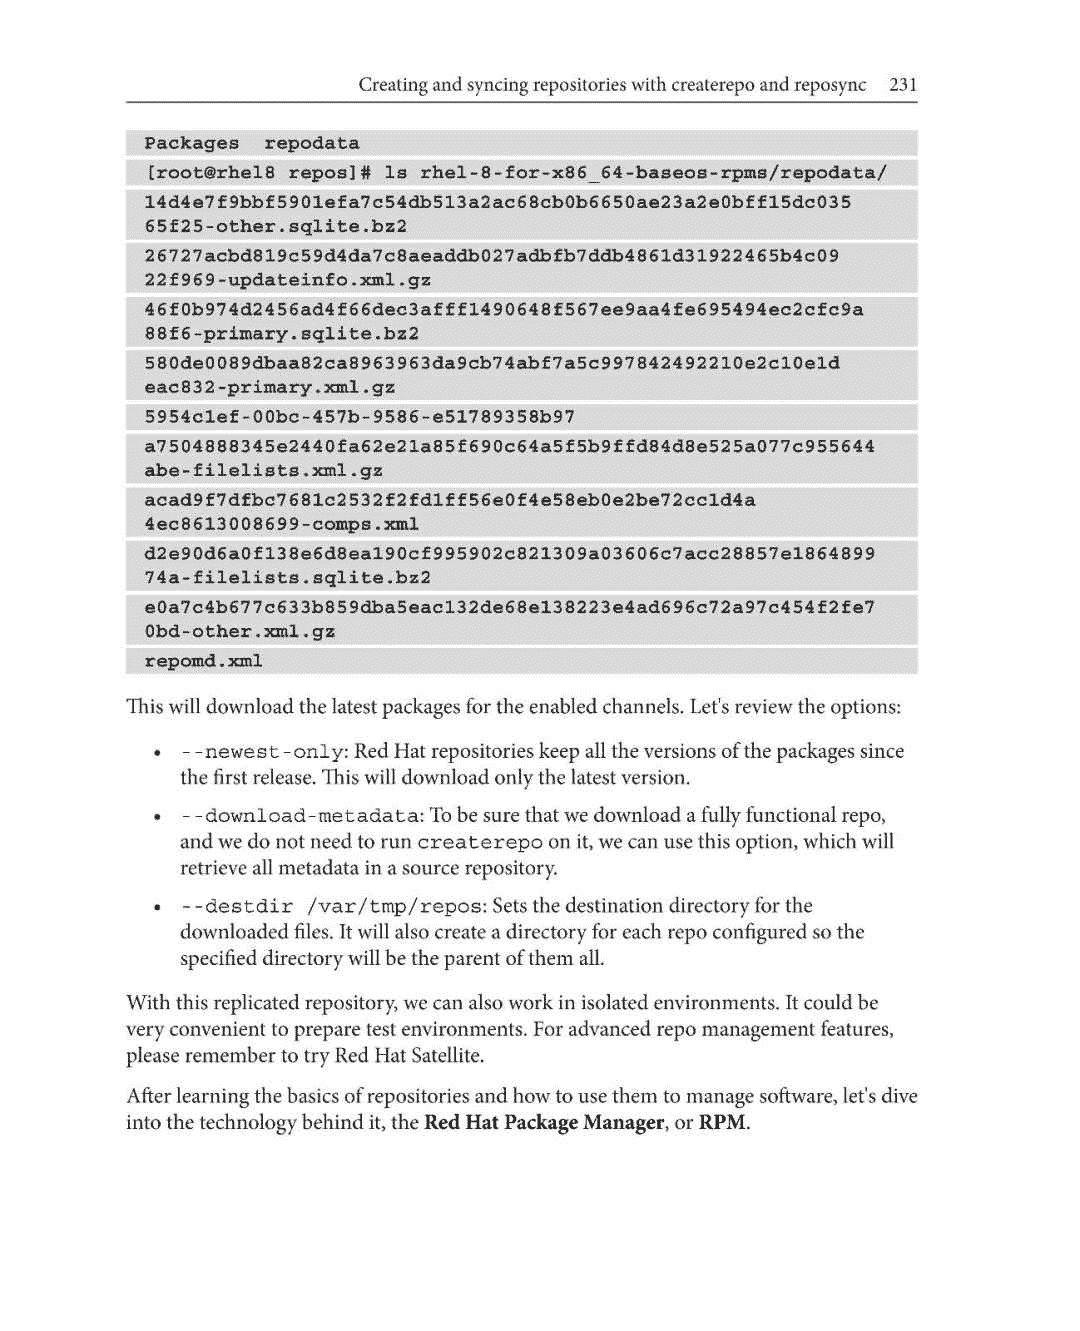 Creating and syncing repositories with createrepo and reposync 231
Packages repodata
[root@rhel8 repos]# ls rhel-8-for-x86_64-baseos-rpms/repodata/
14d4e7f9bbf5901efa7c54db513a2ac68cb0b6650ae23a2e0bff15dc035
65f25-other.sqlite.bz2
26727acbd819c59d4da7c8aeaddb027adbfb7ddb4861d31922465b4c09
22f969-updateinfo.xml.gz
46f0b974d2456ad4f66dec3afff1490648f567ee9aa4fe695494ec2cfc9a
88f6-primary.sqlite.bz2
580de0089dbaa82ca8963963da9cb74abf7a5c997842492210e2c10e1d
eac832-primary.xml.gz
5954c1ef-00bc-457b-9586-e51789358b97
a7504888345e2440fa62e21a85f690c64a5f5b9ffd84d8e525a077c955644
abe-filelists.xml.gz
acad9f7dfbc7681c2532f2fd1ff56e0f4e58eb0e2be72cc1d4a
4ec8613008699-comps.xml
d2e90d6a0f138e6d8ea190cf995902c821309a03606c7acc28857e1864899
74a-filelists.sqlite.bz2
e0a7c4b677c633b859dba5eac132de68e138223e4ad696c72a97c454f2fe7
0bd-other.xml.gz
repomd.xml
This will download the latest packages for the enabled channels. Let's review the options:
• --newest-only: Red Hat repositories keep all the versions of the packages since
the first release. This will download only the latest version.
• --download-metadata: To be sure that we download a fully functional repo,
and we do not need to run createrepo on it, we can use this option, which will
retrieve all metadata in a source repository.
• --destdir /var/tmp/repos: Sets the destination directory for the
downloaded files. It will also create a directory for each repo configured so the
specified directory will be the parent of them all.
With this replicated repository, we can also work in isolated environments. It could be
very convenient to prepare test environments. For advanced repo management features,
please remember to try Red Hat Satellite.
After learning the basics of repositories and how to use them to manage software, let's dive
into the technology behind it, the Red Hat Package Manager, or RPM.